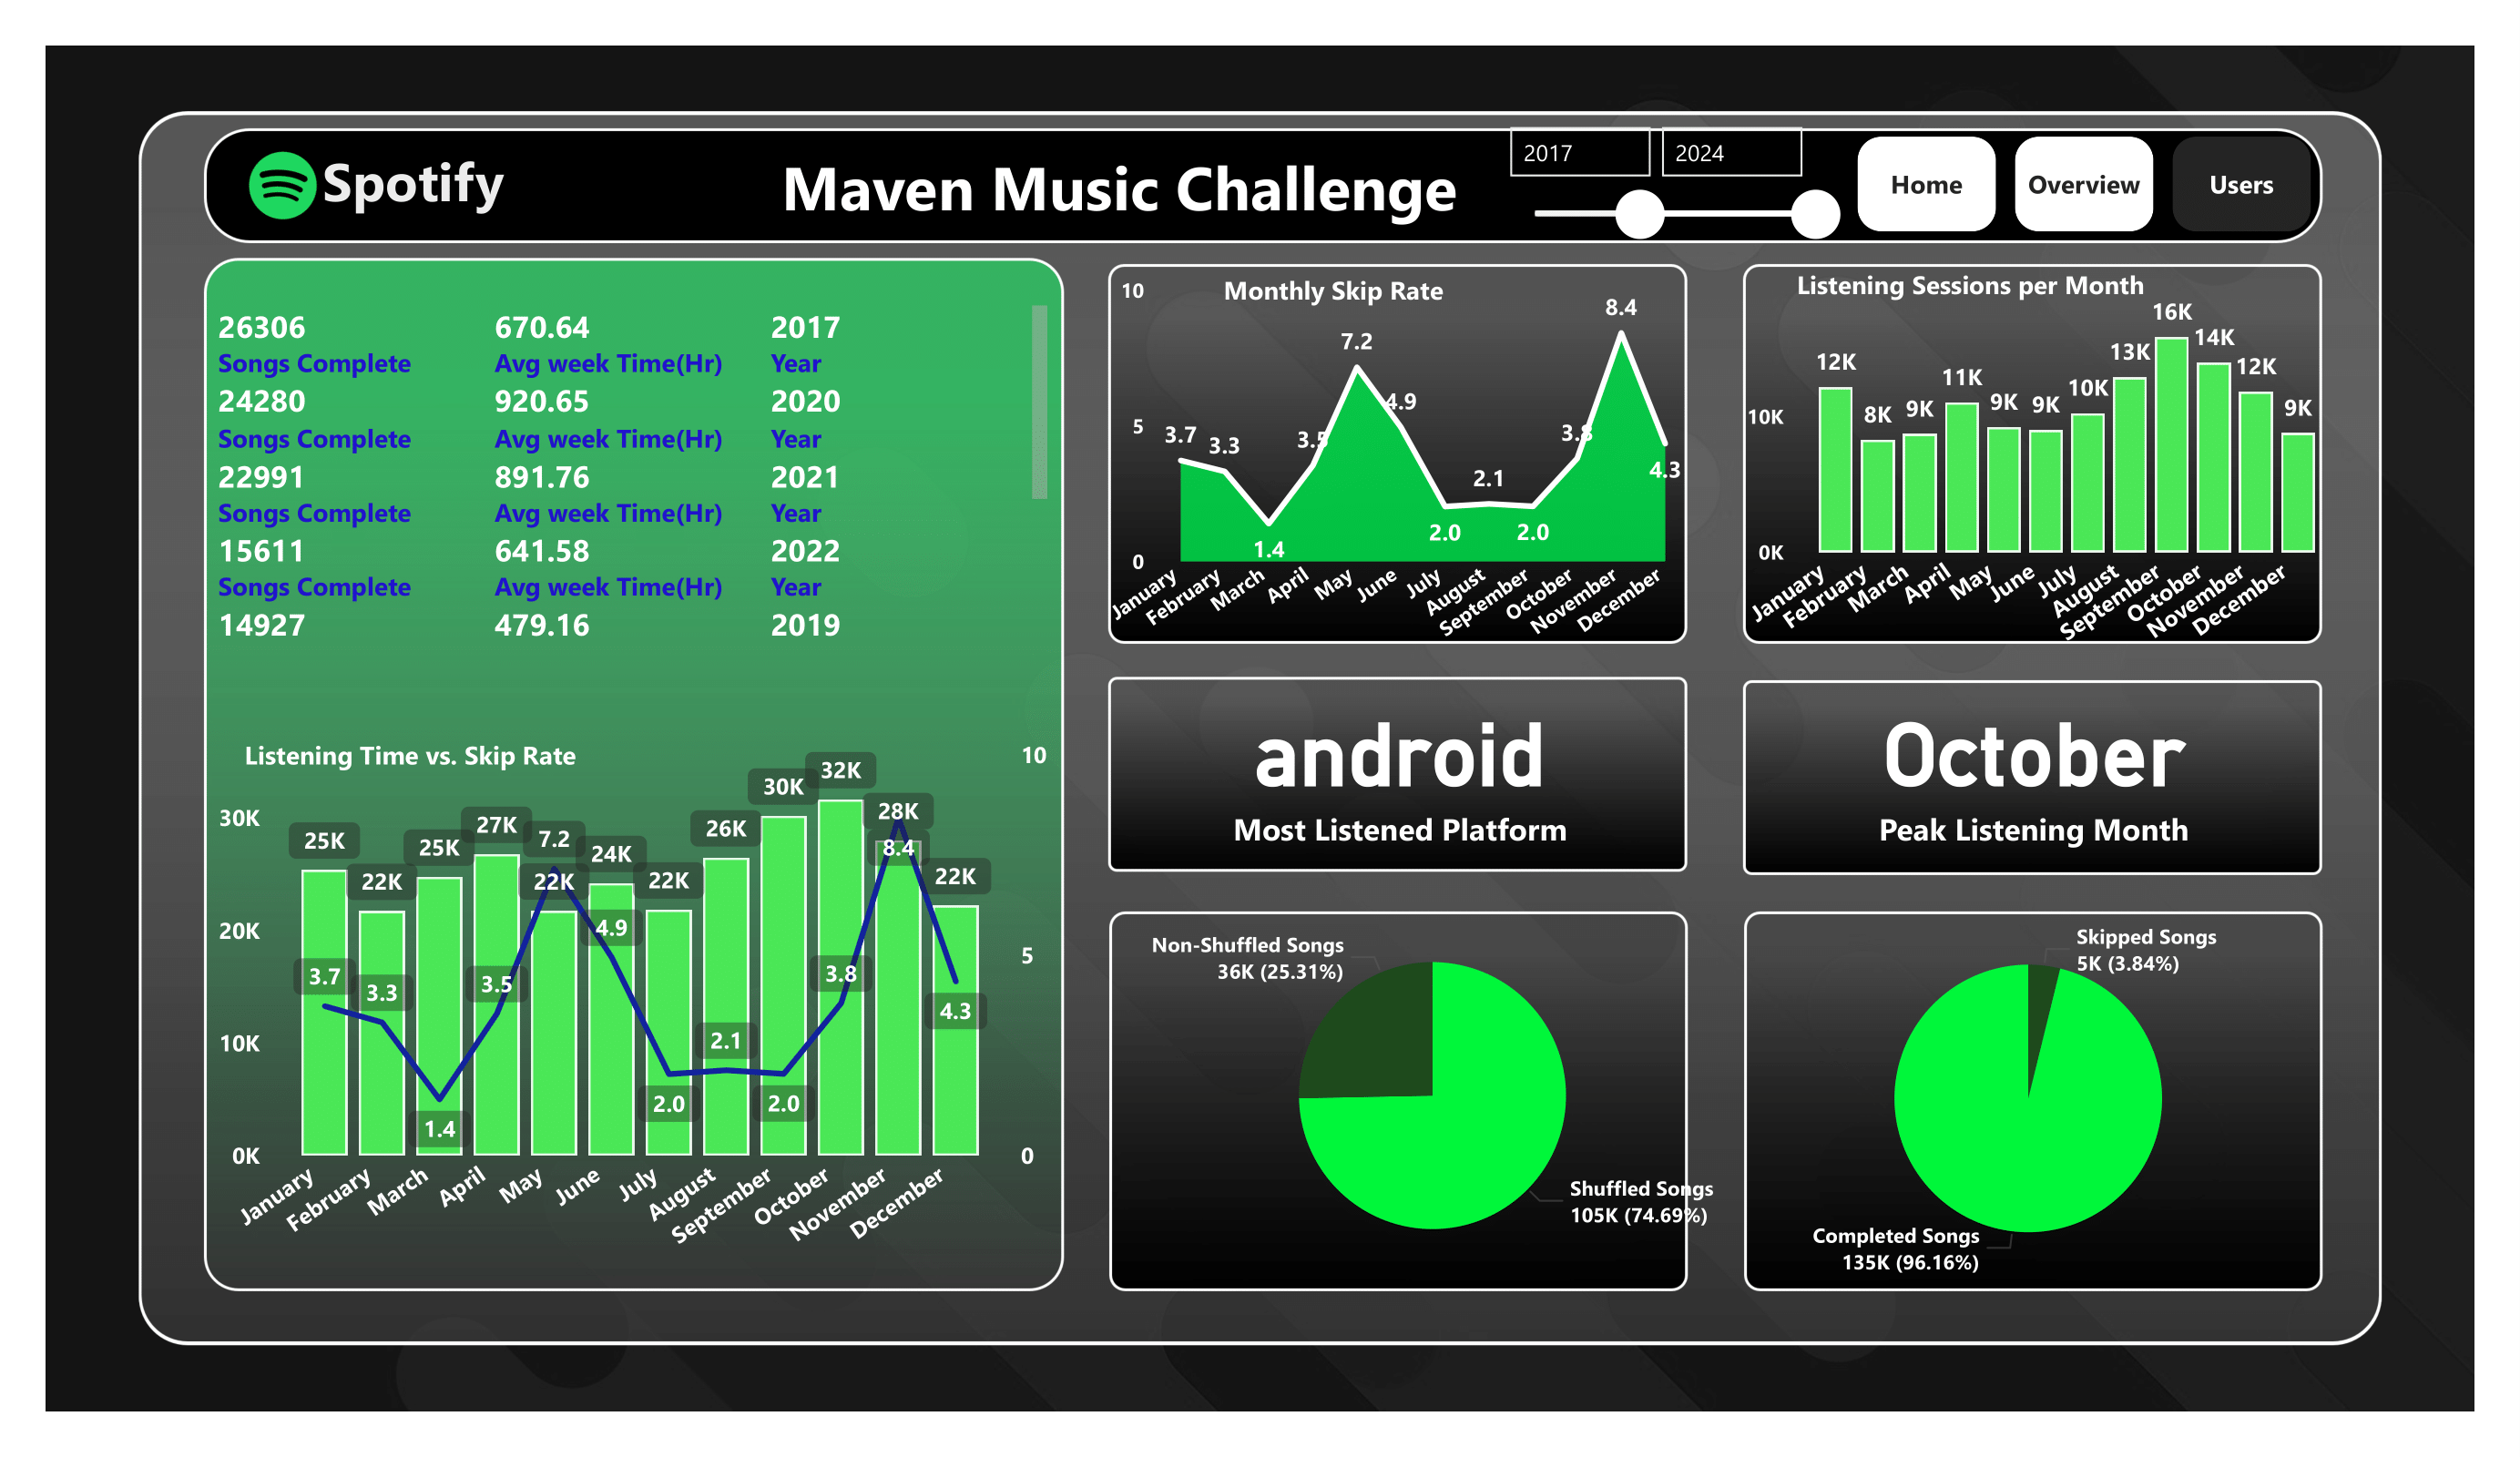 Spotify
Maven Music Challenge
2017
2024
Home
Overview
Users
26306 670.64 2017
Songs Complete Avg week Time(Hr) Year
24280 920.65 2020
Songs Complete Avg week Time(Hr) Year
22991 891.76 2021
Songs Complete Avg week Time(Hr) Year
15611 641.58 2022
Songs Complete Avg week Time(Hr) Year
14927 479.16 2019
Listening Time vs. Skip Rate
10
5
0
30K
20K
10K
0K
25K
22K
25K
27K
22K
24K
22K
26K
30K
32K
28K
22K
3.7
3.3
1.4
3.5
7.2
4.9
2.0
2.1
2.0
3.8
8.4
4.3
January
February
March
April
May
June
July
August
September
October
November
December
Monthly Skip Rate
10
5
0
3.7
3.3
1.4
3.5
7.2
4.9
2.0
2.1
2.0
3.8
8.4
4.3
January
February
March
April
May
June
July
August
September
October
November
December
Listening Sessions per Month
10K
0K
12K
8K
9K
11K
9K
9K
10K
13K
16K
14K
12K
9K
January
February
March
April
May
June
July
August
September
October
November
December
android
Most Listened Platform
October
Peak Listening Month
Non-Shuffled Songs
36K (25.31%)
Shuffled Songs
105K (74.69%)
Skipped Songs
5K (3.84%)
Completed Songs
135K (96.16%)